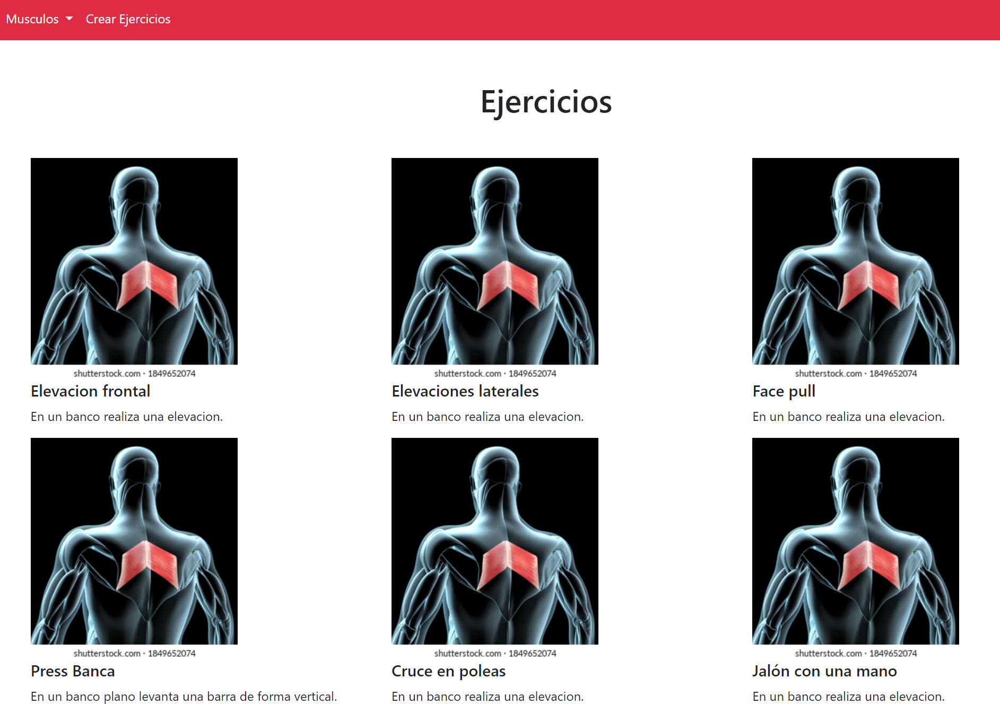 Musculos Crear Ejercicios
Ejercicios
shutterstock.com · 1849652074
Elevacion frontal
En un banco realiza una elevacion.
shutterstock.com · 1849652074
Elevaciones laterales
En un banco realiza una elevacion.
shutterstock.com · 1849652074
Face pull
En un banco realiza una elevacion.
shutterstock.com · 1849652074
Press Banca
En un banco plano levanta una barra de forma vertical.
shutterstock.com · 1849652074
Cruce en poleas
En un banco realiza una elevacion.
shutterstock.com · 1849652074
Jalón con una mano
En un banco realiza una elevacion.